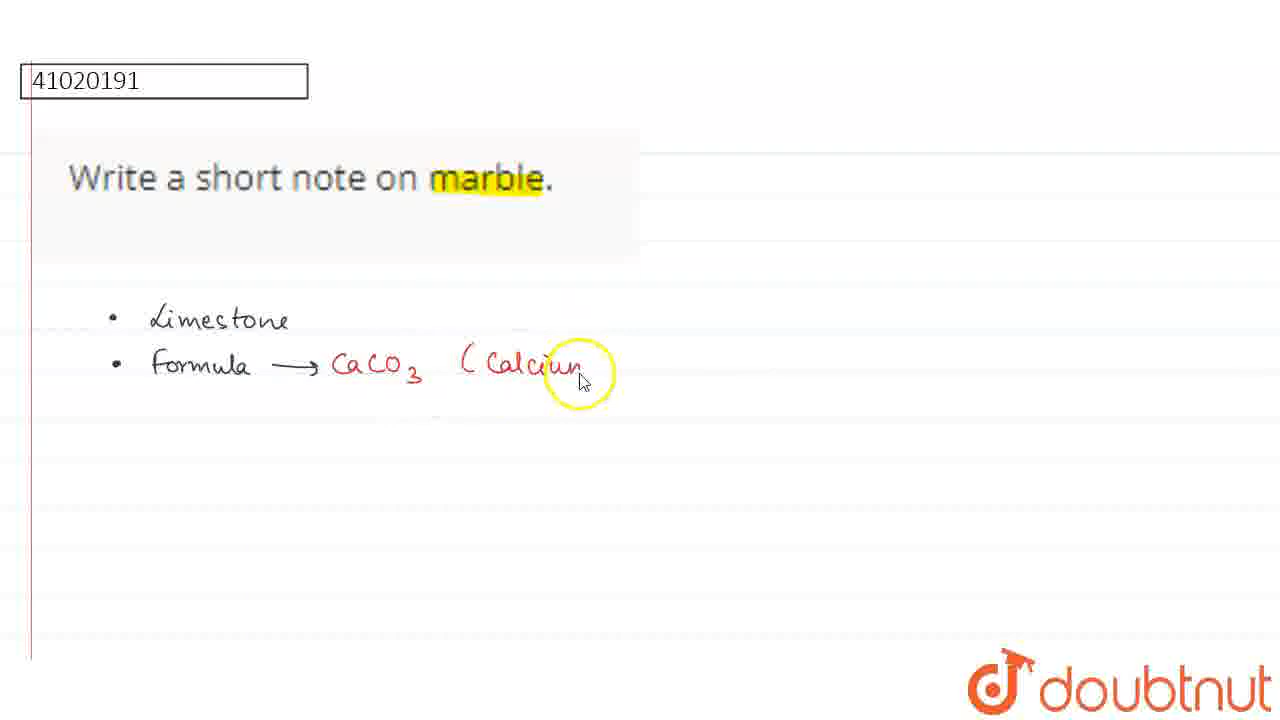 41020191
Write a short note on marble.
• Limestone
• Formula → CaCO3 (Calcium
doubtnut